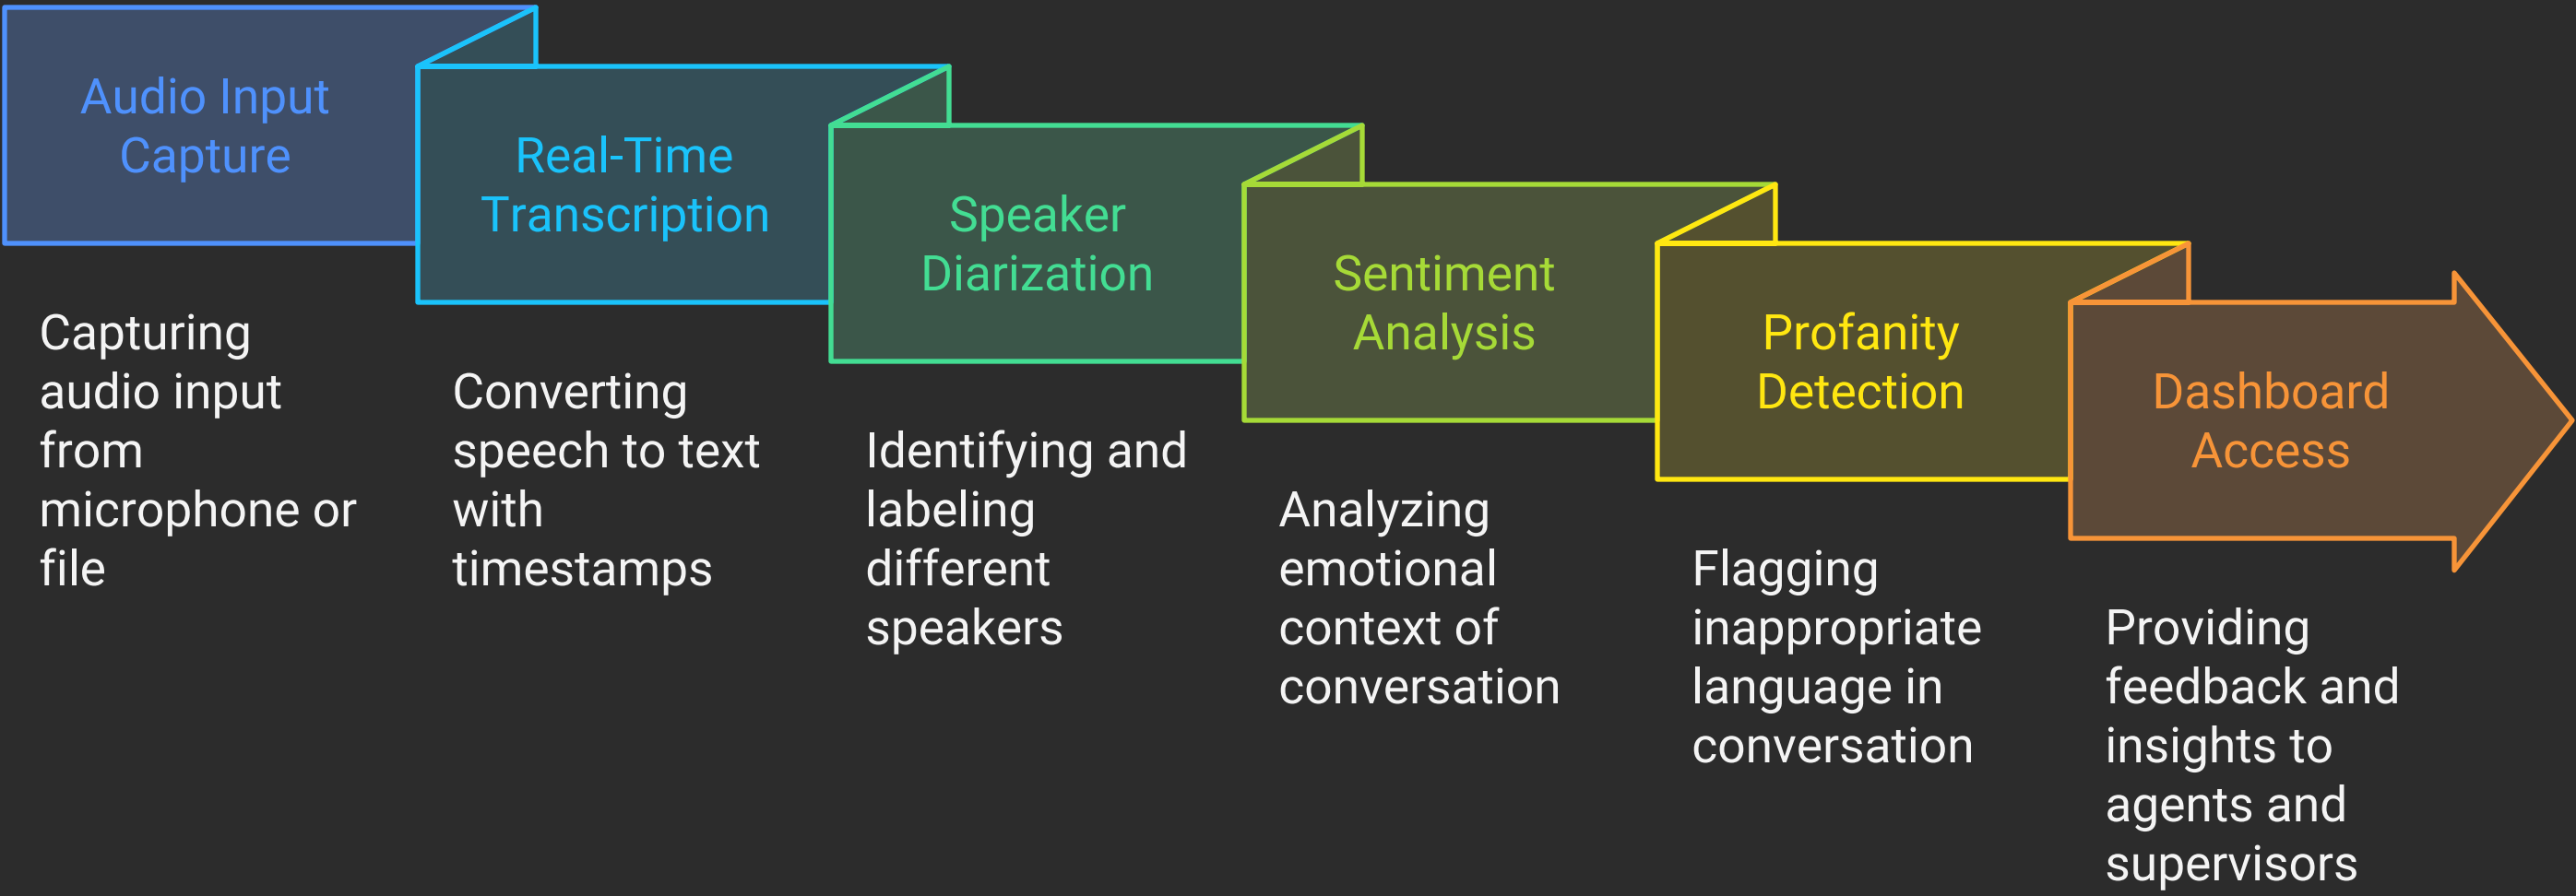 Audio Input
Capture
Capturing
audio input
from
microphone or
file
Real-Time
Transcription
Converting
speech to text
with
timestamps
Speaker
Diarization
Identifying and
labeling
different
speakers
Sentiment
Analysis
Analyzing
emotional
context of
conversation
Profanity
Detection
Flagging
inappropriate
language in
conversation
Dashboard
Access
Providing
feedback and
insights to
agents and
supervisors